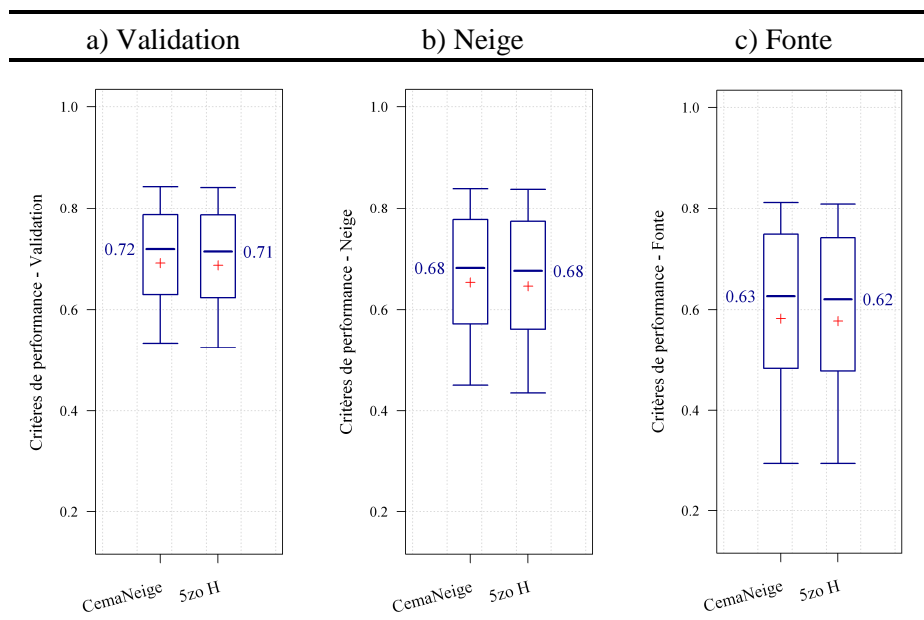 a) Validation
b) Neige
c) Fonte
Critères de performance - Validation
1.0
0.8
0.6
0.4
0.2
0.72
0.71
CemaNeige
5zo H
Critères de performance - Neige
1.0
0.8
0.6
0.4
0.2
0.68
0.68
CemaNeige
5zo H
Critères de performance - Fonte
1.0
0.8
0.6
0.4
0.2
0.63
0.62
CemaNeige
5zo H